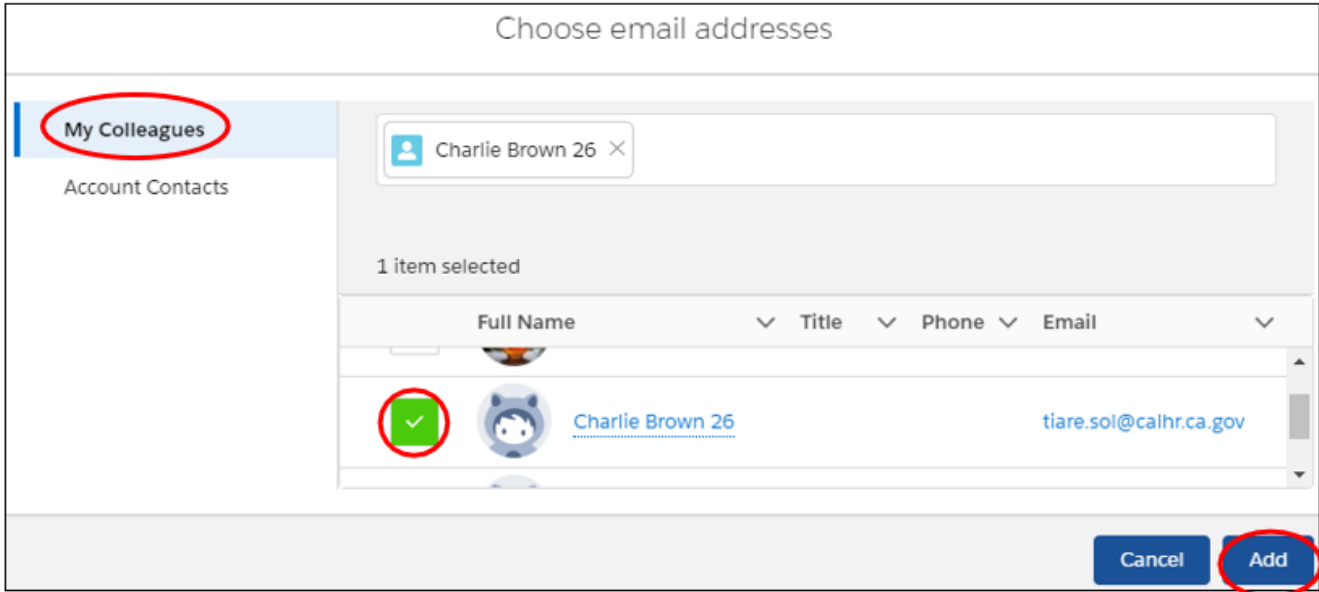 Choose email addresses
My Colleagues
Account Contacts
Charlie Brown 26
1 item selected
Full Name Title Phone Email
Charlie Brown 26 tiare.sol@calhr.ca.gov
Cancel Add